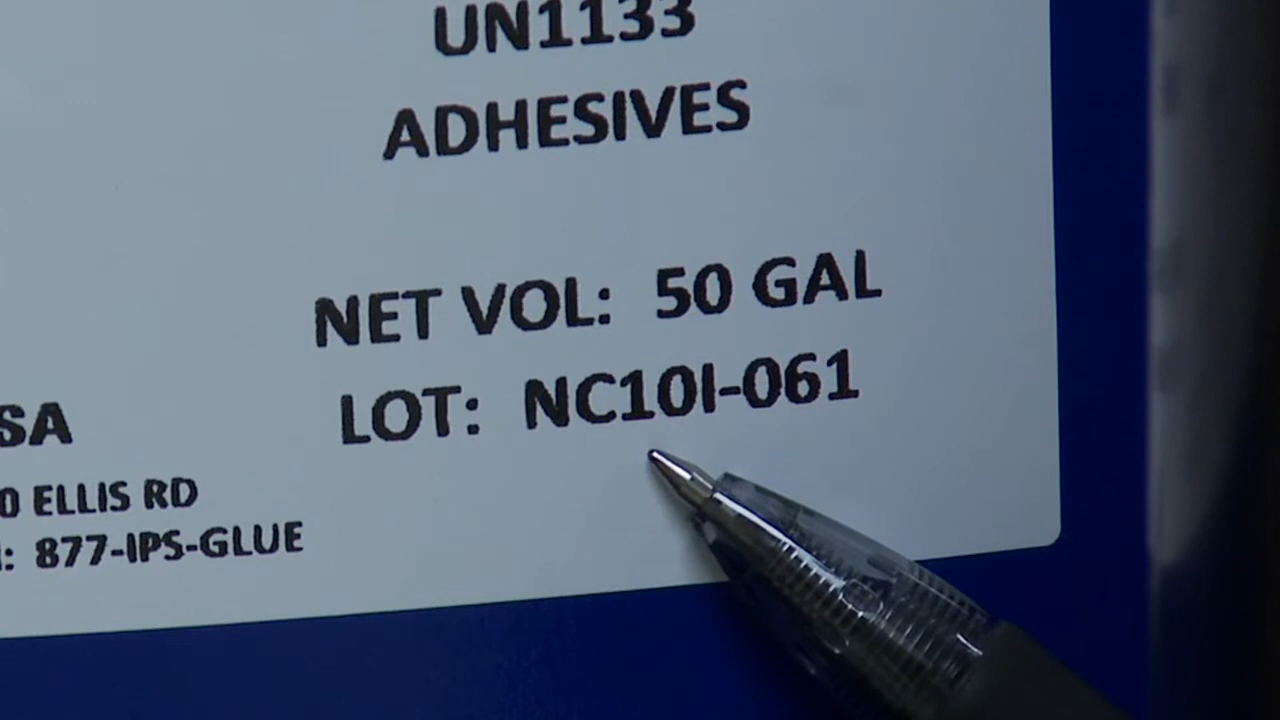 UN1133
ADHESIVES
NET VOL: 50 GAL
LOT: NC10I-061
SA
0 ELLIS RD
: 877-IPS-GLUE